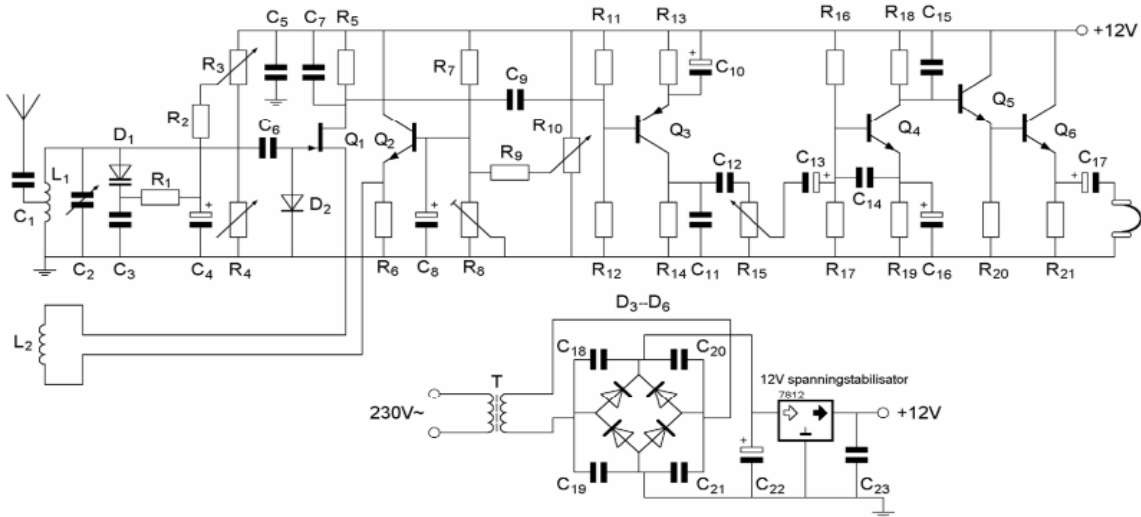 C5 C7 R5 R11 R13 R16 R18 C15
+12V
R3 R7 + C10
C9
R2 R10 Q5
D1 C6 Q1 Q2 Q3 Q4 Q6
L1 R1 R9 C12 C13 C17
+ + +
C1 D2 + C14 +
C2 C3 C4 R4 R6 C8 R8 R12 R14 C11 R15 R17 R19 C16 R20 R21
D3--D6
L2
C18 C20
T 12V spanningstabilisator
7812
230V~ +12V
+
C19 C21 C22 C23